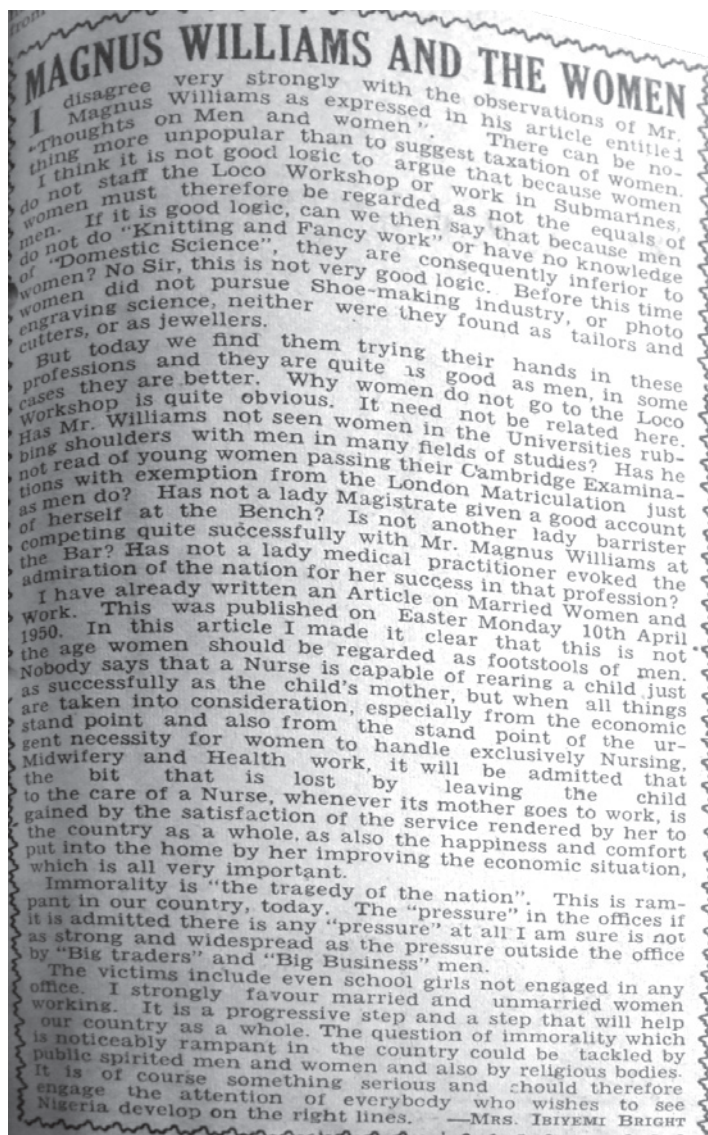 from
MAGNUS WILLIAMS AND THE WOMEN
I disagree very strongly with the observations of Mr.
Magnus Williams as expressed in his article entitled
"Thoughts on Men and women". There can be no-
thing more unpopular than to suggest taxation of women.
I think it is not good logic to argue that because women
do not staff the Loco Workshop or work in Submarines,
women must therefore be regarded as not the equals of
men. If it is good logic, can we then say that because men
do not do "Knitting and Fancy work" or have no knowledge
of "Domestic Science", they are consequently inferior to
women? No Sir, this is not very good logic. Before this time
women did not pursue Shoe-making industry, or photo
engraving science, neither were they found as tailors and
cutters, or as jewellers.
But today we find them trying their hands in these
professions and they are quite as good as men, in some
cases they are better. Why women do not go to the Loco
Workshop is quite obvious. It need not be related here.
Has Mr. Williams not seen women in the Universities rub-
bing shoulders with men in many fields of studies? Has he
not read of young women passing their Cambridge Examina-
tions with exemption from the London Matriculation just
as men do? Has not a lady Magistrate given a good account
of herself at the Bench? Is not another lady barrister
competing quite successfully with Mr. Magnus Williams at
the Bar? Has not a lady medical practitioner evoked the
admiration of the nation for her success in that profession?
I have already written an Article on Married Women and
Work. This was published on Easter Monday 10th April
1950. In this article I made it clear that this is not
the age women should be regarded as footstools of men.
Nobody says that a Nurse is capable of rearing a child just
as successfully as the child's mother, but when all things
are taken into consideration, especially from the economic
stand point and also from the stand point of the ur-
gent necessity for women to handle exclusively Nursing,
Midwifery and Health work, it will be admitted that
the bit that is lost by leaving the child
to the care of a Nurse, whenever its mother goes to work, is
gained by the satisfaction of the service rendered by her to
the country as a whole, as also the happiness and comfort
put into the home by her improving the economic situation,
which is all very important.
Immorality is "the tragedy of the nation". This is ram-
pant in our country, today. The "pressure" in the offices if
it is admitted there is any "pressure" at all I am sure is not
as strong and widespread as the pressure outside the office
by "Big traders" and "Big Business" men.
The victims include even school girls not engaged in any
office. I strongly favour married and unmarried women
working. It is a progressive step and a step that will help
our country as a whole. The question of immorality which
is noticeably rampant in the country could be tackled by
public spirited men and women and also by religious bodies.
It is of course something serious and should therefore
engage the attention of everybody who wishes to see
Nigeria develop on the right lines. —MRS. IBIYEMI BRIGHT